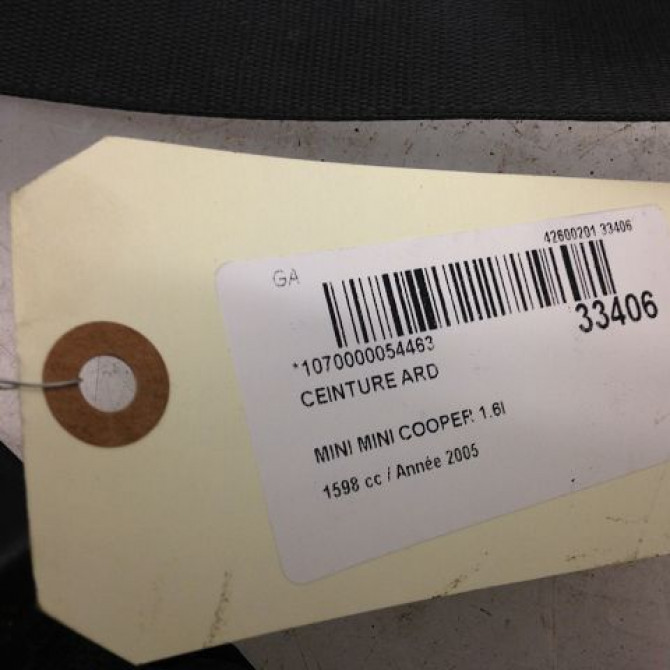 GA
42600201 33406
33406
*1070000054463
CEINTURE ARD
MINI MINI COOPER 1.6I
1598 cc / Année 2005